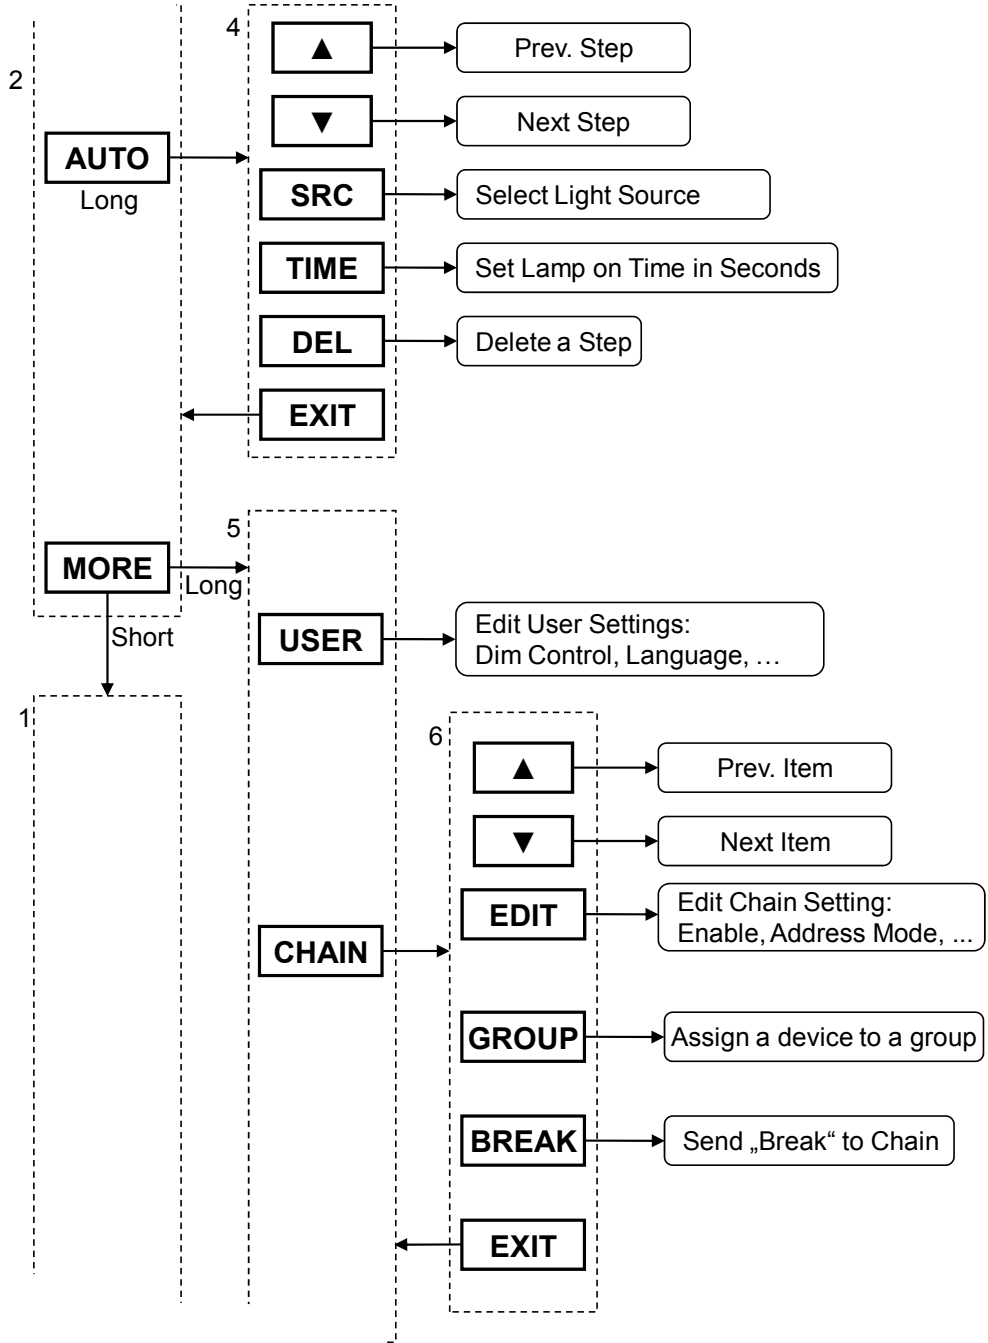 4
▲
Prev. Step
2
▼
Next Step
AUTO
Long
SRC
Select Light Source
TIME
Set Lamp on Time in Seconds
DEL
Delete a Step
EXIT
5
MORE
Long
Short
USER
Edit User Settings:
Dim Control, Language, …
1
6
▲
Prev. Item
▼
Next Item
CHAIN
EDIT
Edit Chain Setting:
Enable, Address Mode, ...
GROUP
Assign a device to a group
BREAK
Send „Break“ to Chain
EXIT